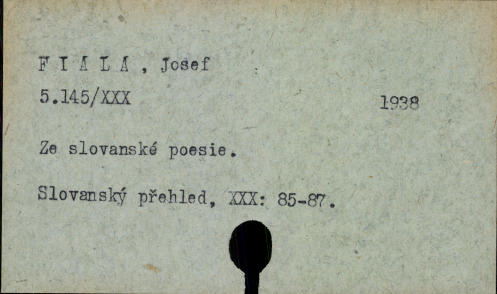 F I A L A , Josef
5.145/XXX 1938
Ze slovanské poesie.
Slovanský přehled, XXX: 85-87.